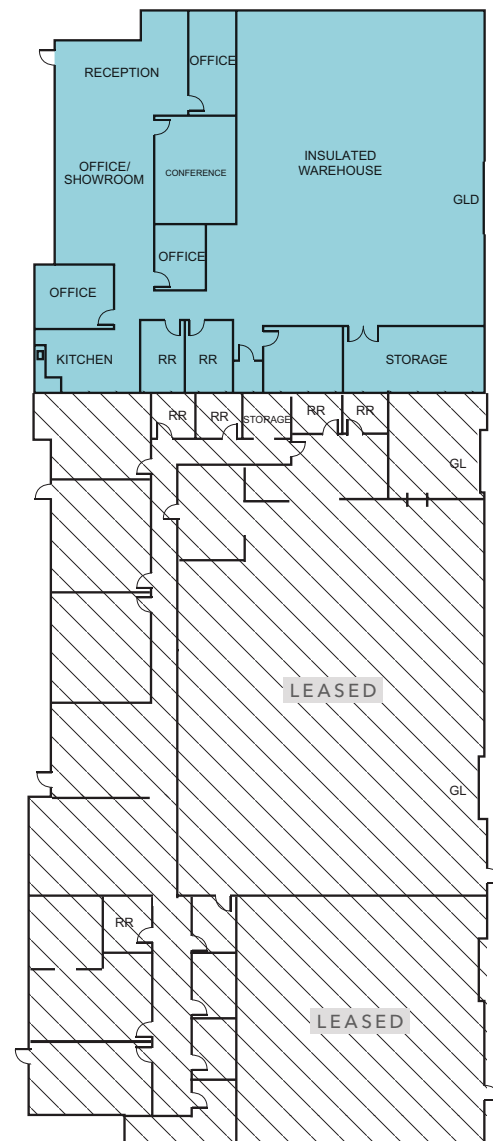 OFFICE
RECEPTION
OFFICE/
SHOWROOM
CONFERENCE
INSULATED
WAREHOUSE
GLD
OFFICE
OFFICE
KITCHEN
RR
RR
STORAGE
RR
RR
STORAGE
RR
RR
GL
LEASED
GL
RR
LEASED